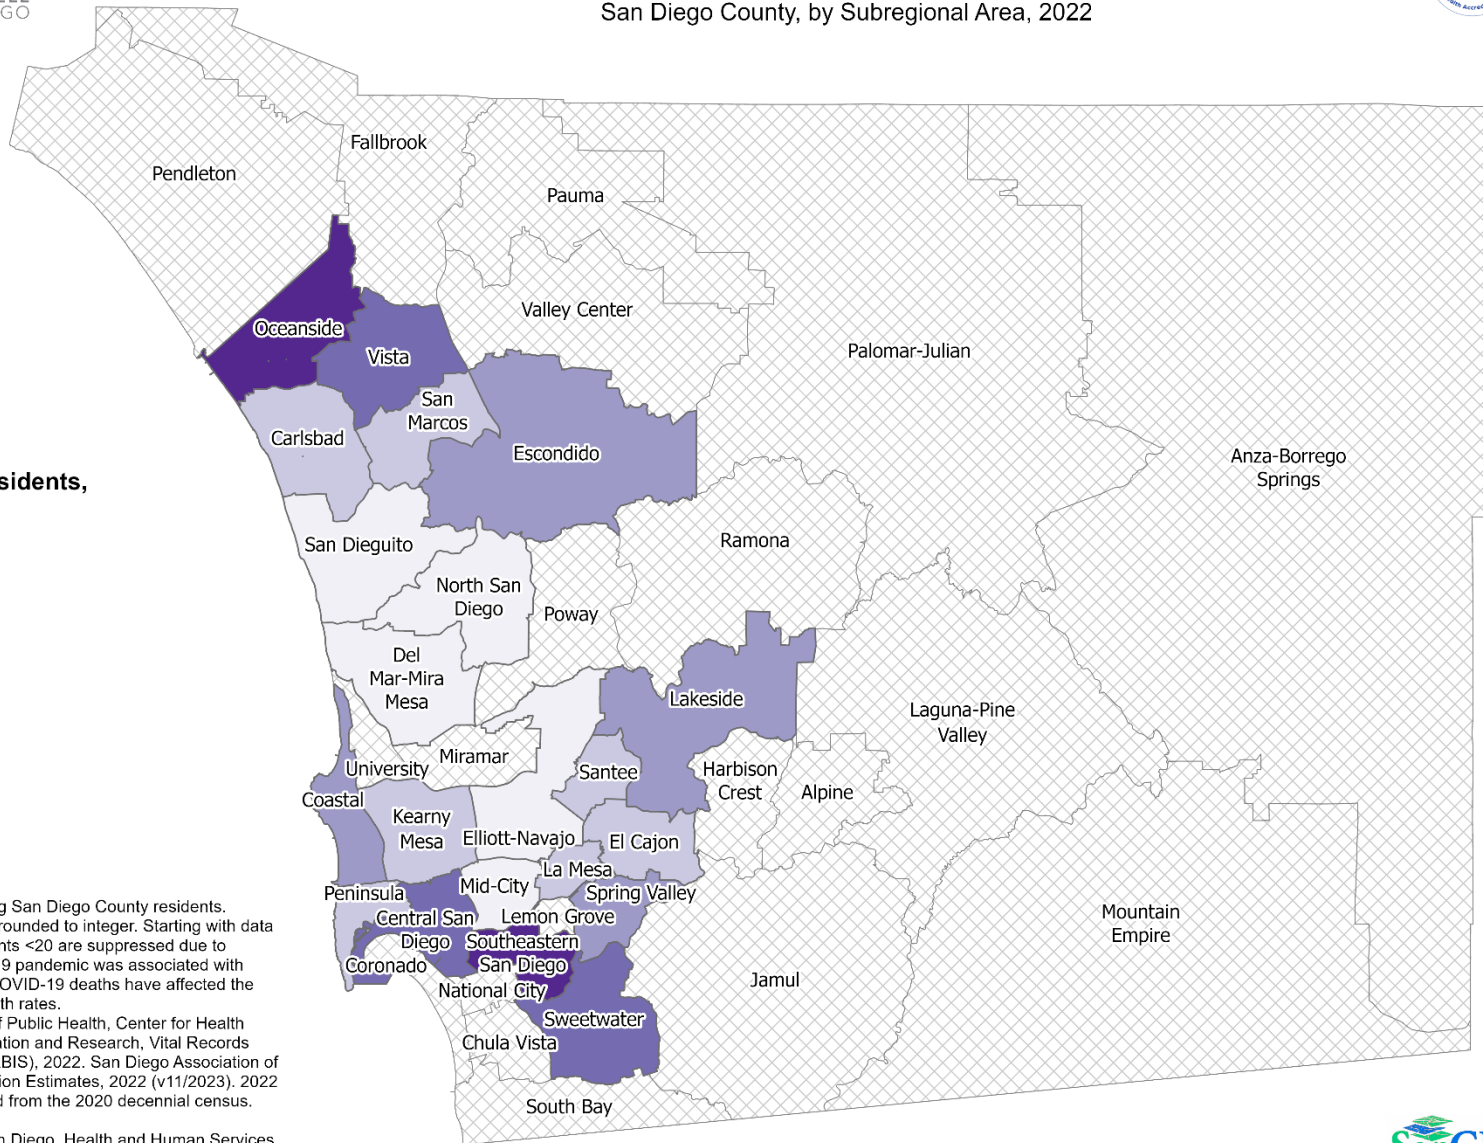 GO
San Diego County, by Subregional Area, 2022
Fallbrook
Pendleton
Pauma
Valley Center
Oceanside
Vista
Palomar-Julian
San
Marcos
Carlsbad
Escondido
Anza-Borrego
Springs
sidents,
Ramona
San Dieguito
North San
Diego
Poway
Del
Mar-Mira
Mesa
Lakeside
Laguna-Pine
Valley
Miramar
University
Santee
Harbison
Crest
Alpine
Coastal
Kearny
Mesa
Elliott-Navajo
El Cajon
La Mesa
Mid-City
Peninsula
Spring Valley
Central San
Diego
Lemon Grove
Southeastern
San Diego
Coronado
National City
Sweetwater
Chula Vista
South Bay
Jamul
Mountain
Empire
g San Diego County residents.
rounded to integer. Starting with data
nts <20 are suppressed due to
9 pandemic was associated with
OVID-19 deaths have affected the
th rates.
f Public Health, Center for Health
ation and Research, Vital Records
BIS), 2022. San Diego Association of
ion Estimates, 2022 (v11/2023). 2022
d from the 2020 decennial census.
n Diego, Health and Human Services